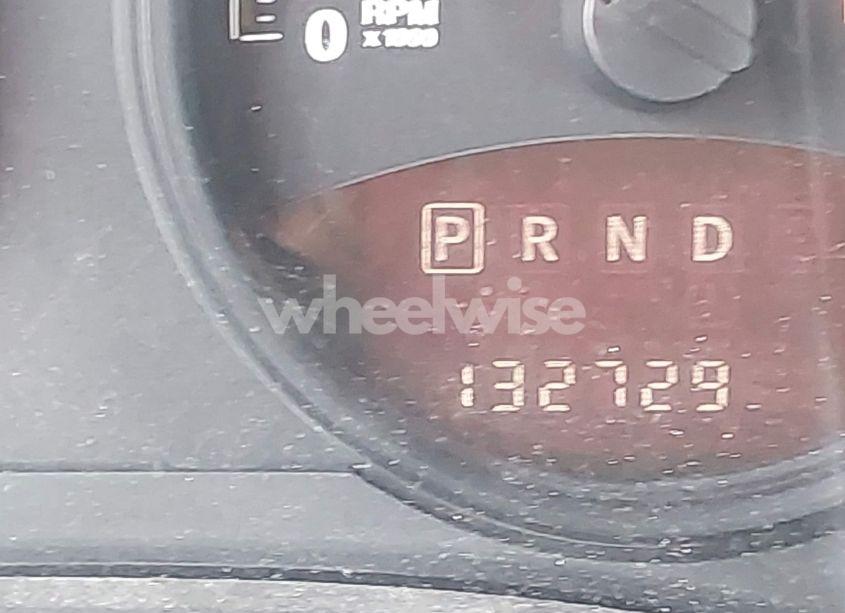 E
0 RPM
x1000
P R N D
wheelwise
132729